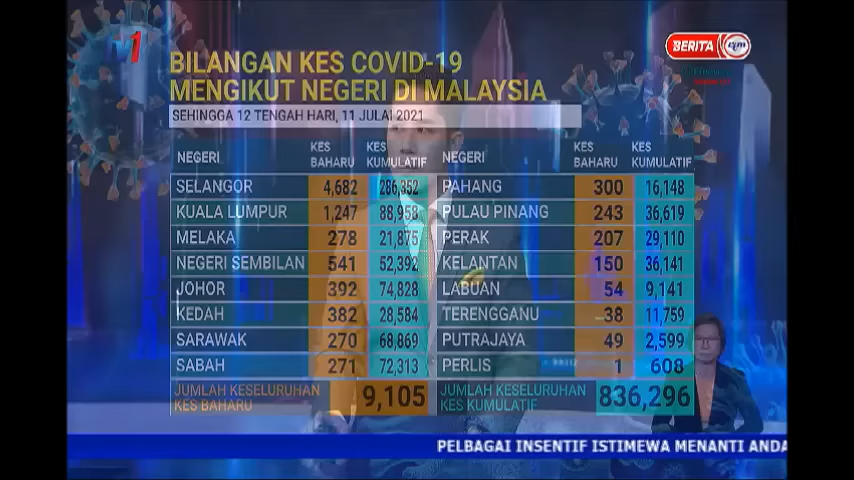 TV1
BERITA rtm
BILANGAN KES COVID-19
MENGIKUT NEGERI DI MALAYSIA
SEHINGGA 12 TENGAH HARI, 11 JULAI 2021
NEGERI KES BAHARU KES KUMULATIF NEGERI KES BAHARU KES KUMULATIF
SELANGOR 4,682 286,352 PAHANG 300 16,148
KUALA LUMPUR 1,247 88,958 PULAU PINANG 243 36,619
MELAKA 278 21,875 PERAK 207 29,110
NEGERI SEMBILAN 541 52,392 KELANTAN 150 36,141
JOHOR 392 74,828 LABUAN 54 9,141
KEDAH 382 28,584 TERENGGANU 38 11,759
SARAWAK 270 68,869 PUTRAJAYA 49 2,599
SABAH 271 72,313 PERLIS 1 608
JUMLAH KESELURUHAN KES BAHARU 9,105 JUMLAH KESELURUHAN KES KUMULATIF 836,296
PELBAGAI INSENTIF ISTIMEWA MENANTI ANDA